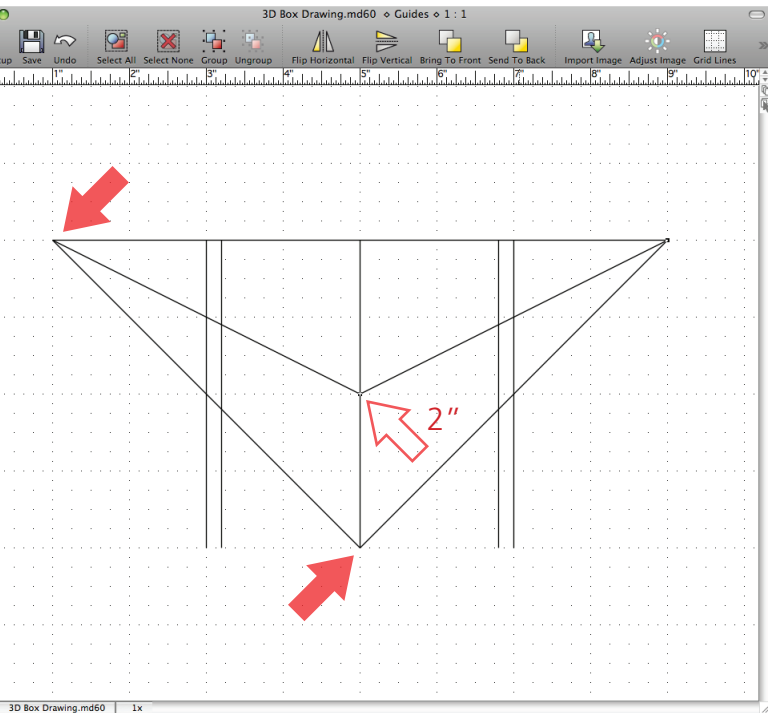 3D Box Drawing.md60 ⋄ Guides ⋄ 1 : 1
Save Undo Select All Select None Group Ungroup Flip Horizontal Flip Vertical Bring To Front Send To Back Import Image Adjust Image Grid Lines
1" 2" 3" 4" 5" 6" 7" 8" 9" 10"
2"
3D Box Drawing.md60 1x